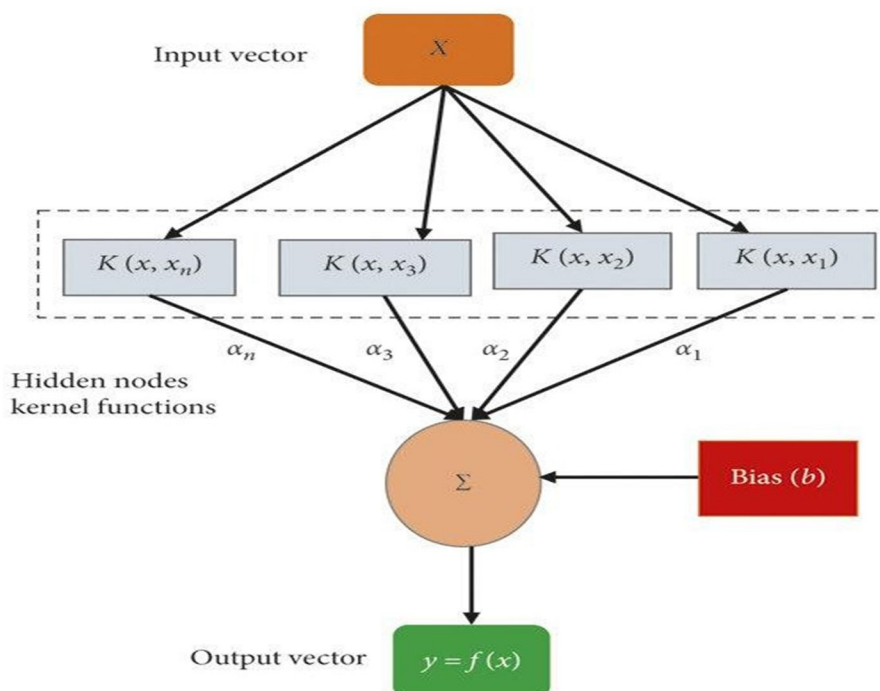 Input vector
X
K (x, xₙ)
K (x, x₃)
K (x, x₂)
K (x, x₁)
αₙ
α₃
α₂
α₁
Hidden nodes
kernel functions
Σ
Bias (b)
Output vector
y = f (x)